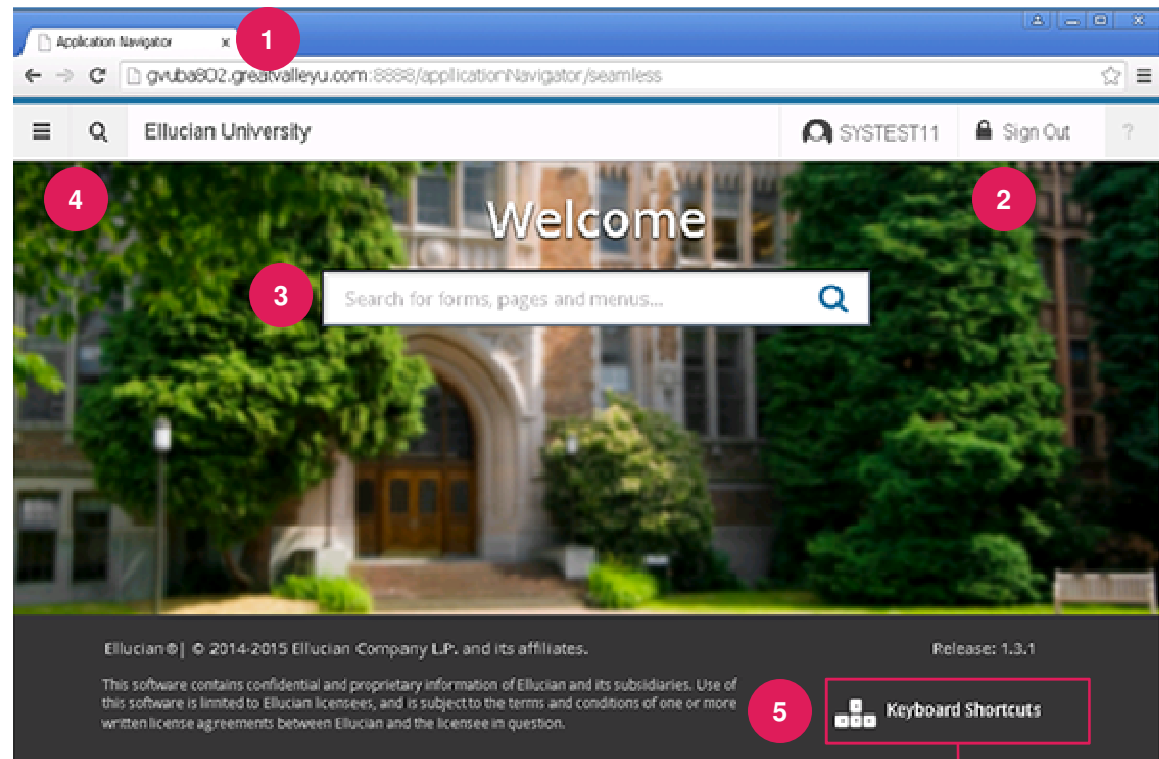 Application Navigator x
1
gvuba802.greatvalleyu.com:8888/applicationNavigator/seamless
Ellucian University
SYSTEST11
Sign Out
?
4
2
Welcome
3
Search for forms, pages and menus...
Ellucian ®| © 2014-2015 Ellucian Company L.P. and its affiliates.
Release: 1.3.1
This software contains confidential and proprietary information of Ellucian and its subsidiaries. Use of
this software is limited to Ellucian licensees, and is subject to the terms and conditions of one or more
written license agreements between Ellucian and the licensee in question.
5
Keyboard Shortcuts